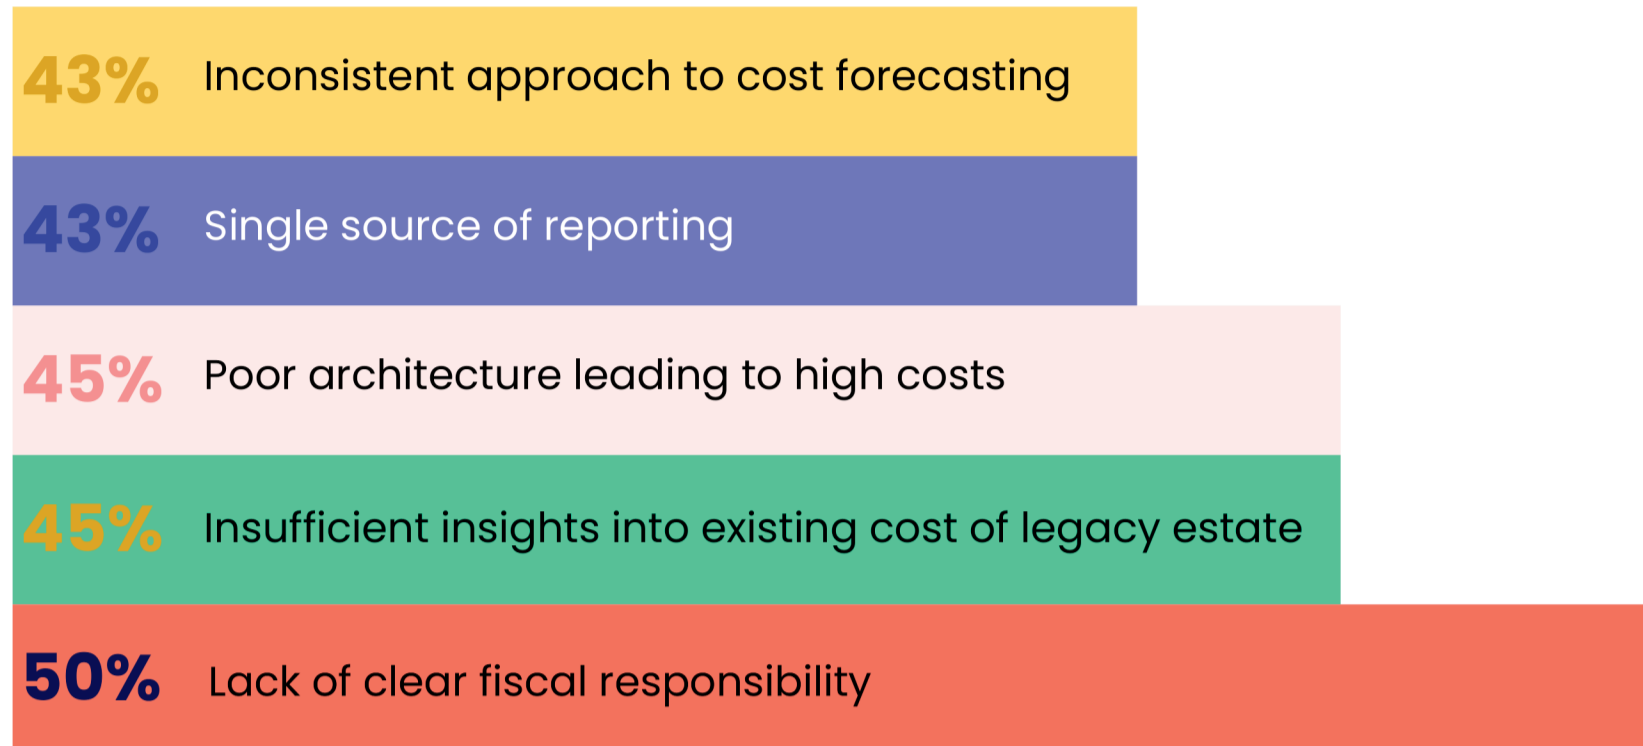 43% Inconsistent approach to cost forecasting
43% Single source of reporting
45% Poor architecture leading to high costs
45% Insufficient insights into existing cost of legacy estate
50% Lack of clear fiscal responsibility